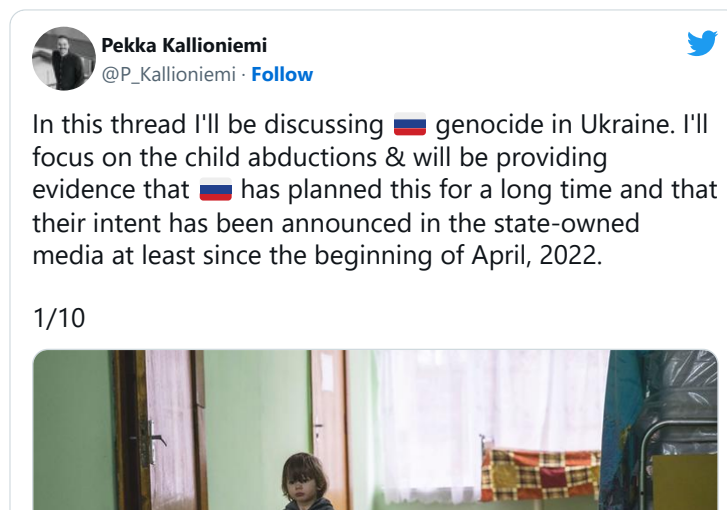 Pekka Kallioniemi
@P_Kallioniemi · Follow
In this thread I'll be discussing 🇷🇺 genocide in Ukraine. I'll
focus on the child abductions & will be providing
evidence that 🇷🇺 has planned this for a long time and that
their intent has been announced in the state-owned
media at least since the beginning of April, 2022.
1/10